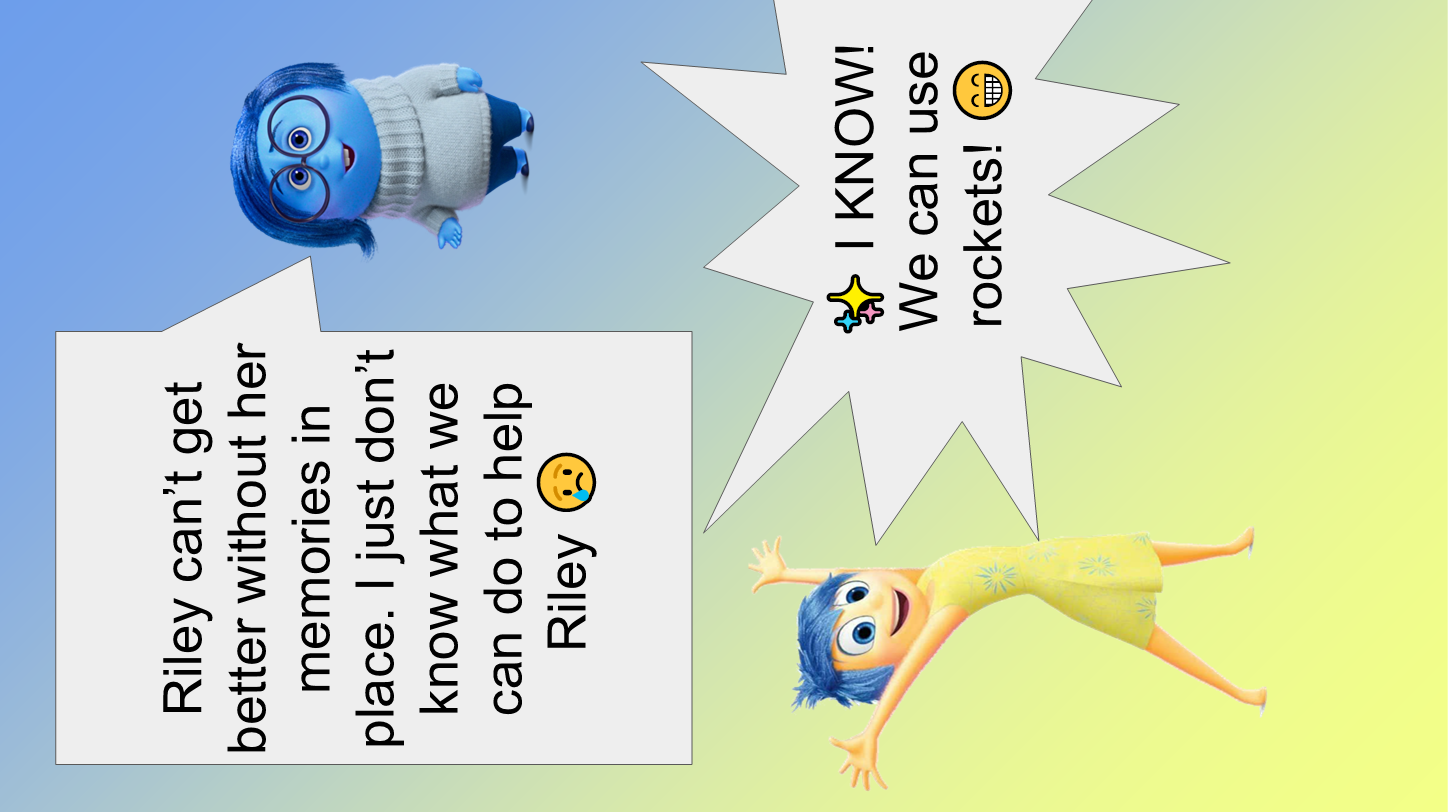 Riley can’t get
better without her
memories in
place. I just don’t
know what we
can do to help
Riley 😢
✨ I KNOW!
We can use
rockets! 😁